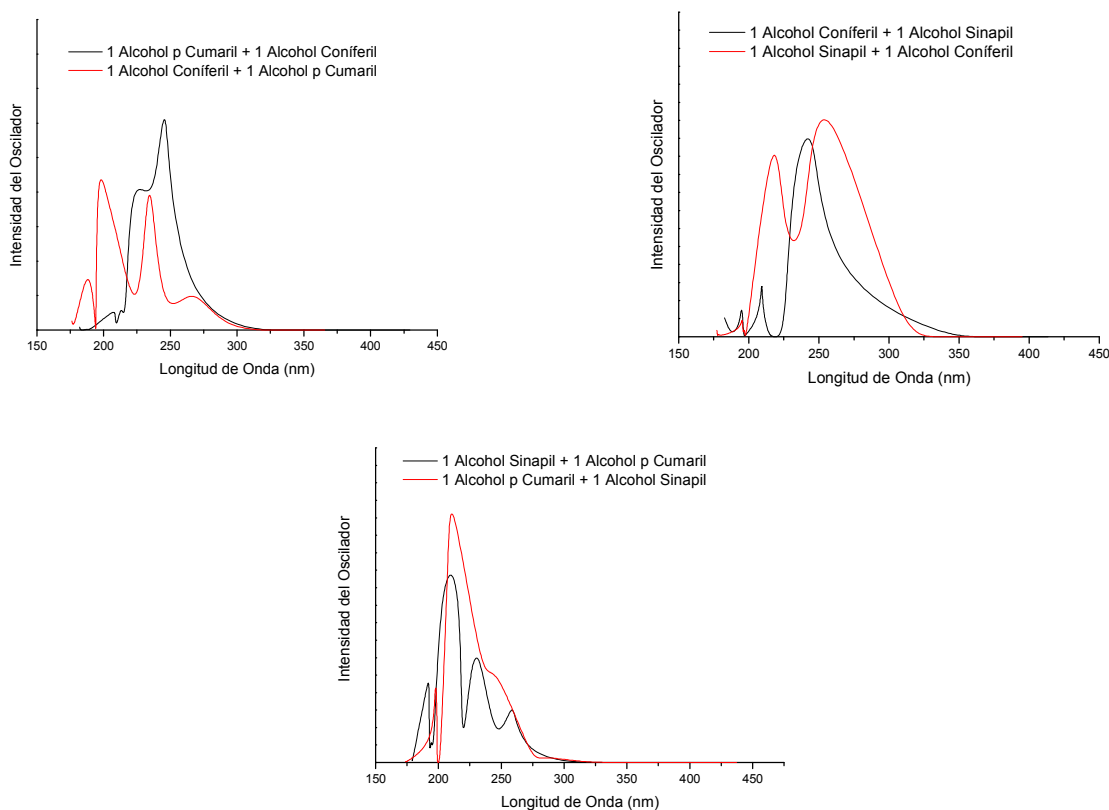 1 Alcohol p Cumaril + 1 Alcohol Coníferil
1 Alcohol Coníferil + 1 Alcohol p Cumaril
Intensidad del Oscilador
150 200 250 300 350 400 450
Longitud de Onda (nm)
1 Alcohol Coníferil + 1 Alcohol Sinapil
1 Alcohol Sinapil + 1 Alcohol Coníferil
Intensidad del Oscilador
150 200 250 300 350 400 450
Longitud de Onda (nm)
1 Alcohol Sinapil + 1 Alcohol p Cumaril
1 Alcohol p Cumaril + 1 Alcohol Sinapil
Intensidad del Oscilador
150 200 250 300 350 400 450
Longitud de Onda (nm)